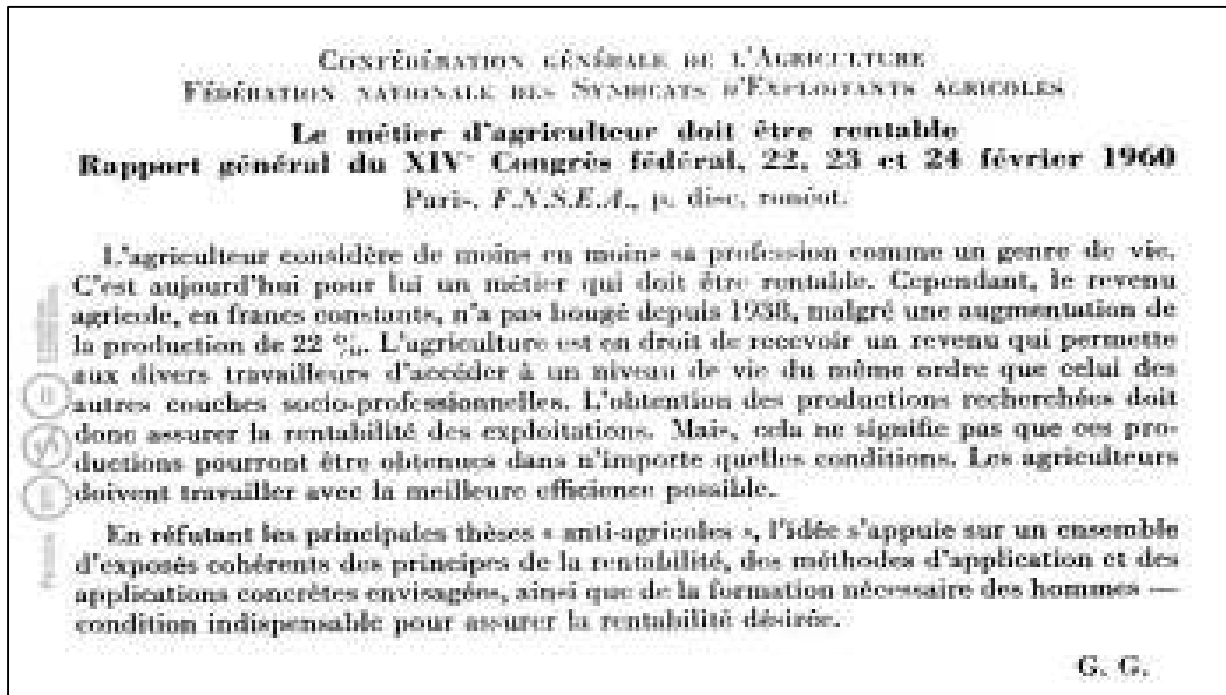 CONFÉDÉRATION GÉNÉRALE DE L'AGRICULTURE
FÉDÉRATION NATIONALE DES SYNDICATS D'EXPLOITANTS AGRICOLES
Le métier d'agriculteur doit être rentable
Rapport général du XIVe Congrès fédéral, 22, 23 et 24 février 1960
Paris, F.N.S.E.A., p. disc, ronéot.
L'agriculteur considère de moins en moins sa profession comme un genre de vie.
C'est aujourd'hui pour lui un métier qui doit être rentable. Cependant, le revenu
agricole, en francs constants, n'a pas bougé depuis 1938, malgré une augmentation de
la production de 22 %. L'agriculture est en droit de recevoir un revenu qui permette
aux divers travailleurs d'accéder à un niveau de vie du même ordre que celui des
autres couches socio-professionnelles. L'obtention des productions recherchées doit
donc assurer la rentabilité des exploitations. Mais, cela ne signifie pas que ces pro-
ductions pourront être obtenues dans n'importe quelles conditions. Les agriculteurs
doivent travailler avec la meilleure efficience possible.
En réfutant les principales thèses « anti-agricoles », l'idée s'appuie sur un ensemble
d'exposés cohérents des principes de la rentabilité, des méthodes d'application et des
applications concrètes envisagées, ainsi que de la formation nécessaire des hommes —
condition indispensable pour assurer la rentabilité désirée.
G. G.